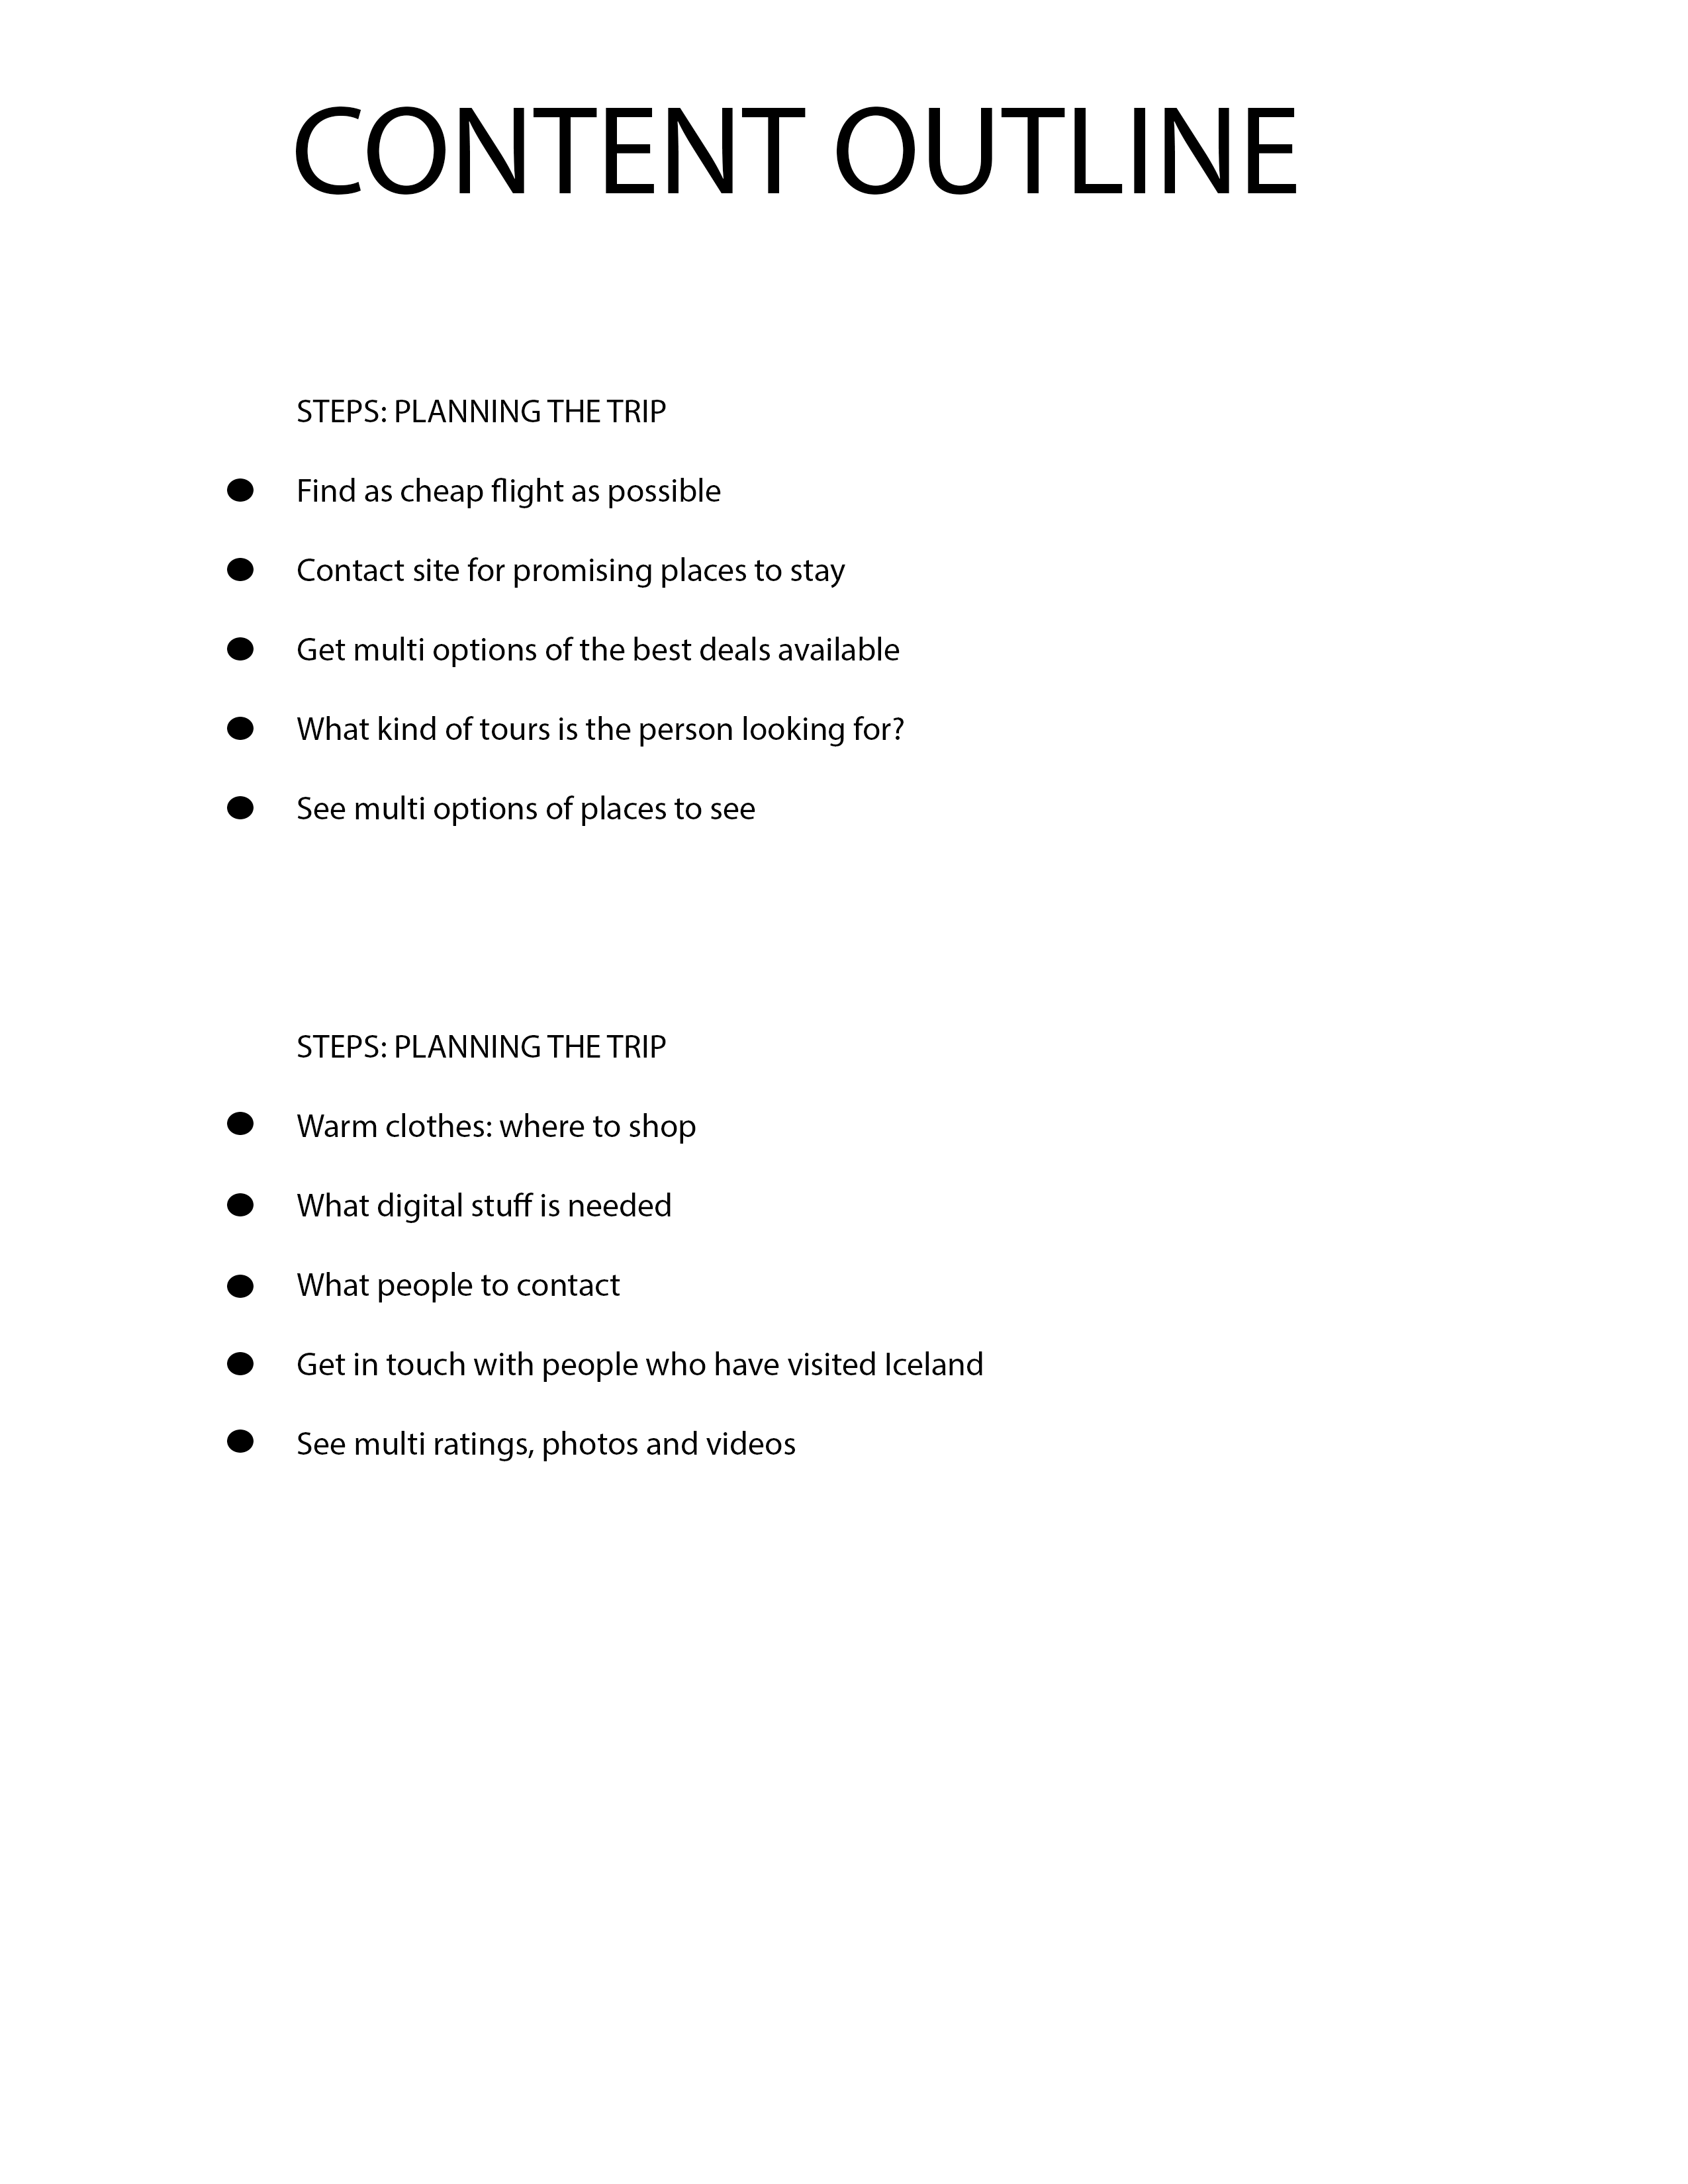 CONTENT OUTLINE
STEPS: PLANNING THE TRIP
Find as cheap flight as possible
Contact site for promising places to stay
Get multi options of the best deals available
What kind of tours is the person looking for?
See multi options of places to see
STEPS: PLANNING THE TRIP
Warm clothes: where to shop
What digital stuff is needed
What people to contact
Get in touch with people who have visited Iceland
See multi ratings, photos and videos